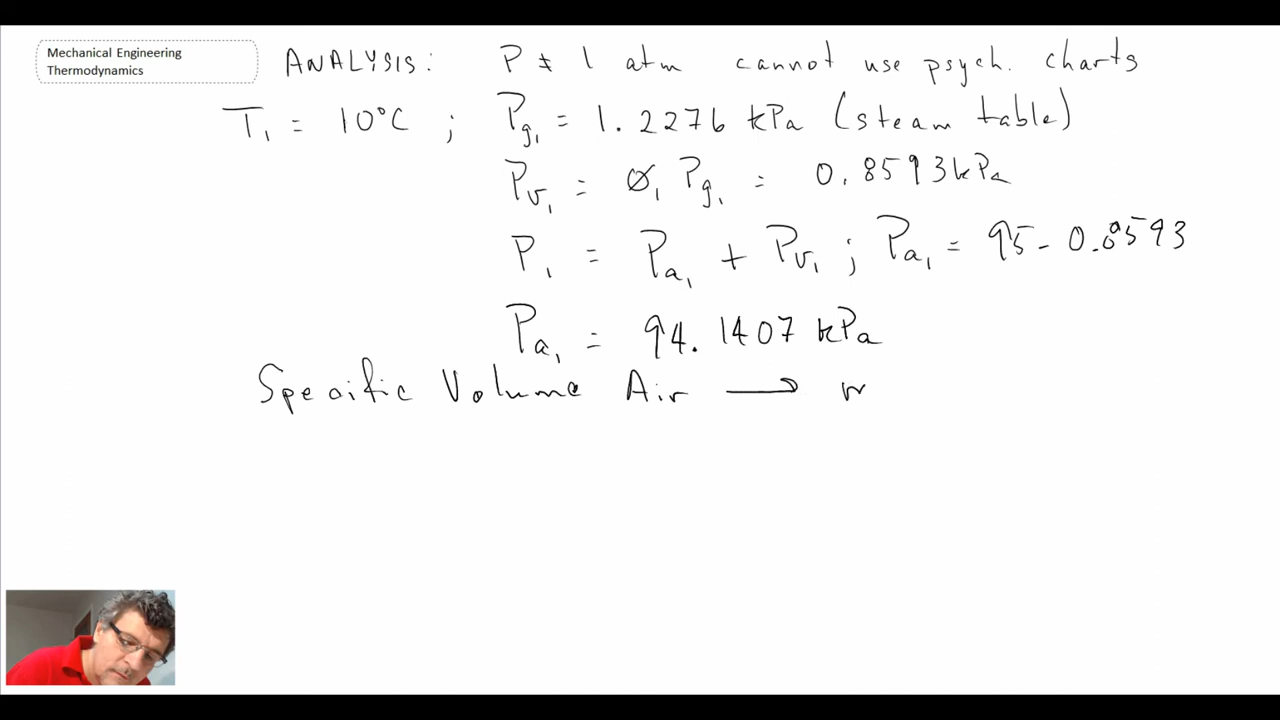 Mechanical Engineering
Thermodynamics
ANALYSIS: P ≠ 1 atm cannot use psych. charts
T₁ = 10°C ; Pg₁ = 1.2276 kPa (steam table)
Pv₁ = Ø₁ Pg₁ = 0.8593 kPa
P₁ = Pa₁ + Pv₁ ; Pa₁ = 95 - 0.8593
Pa₁ = 94.1407 kPa
Specific Volume Air →